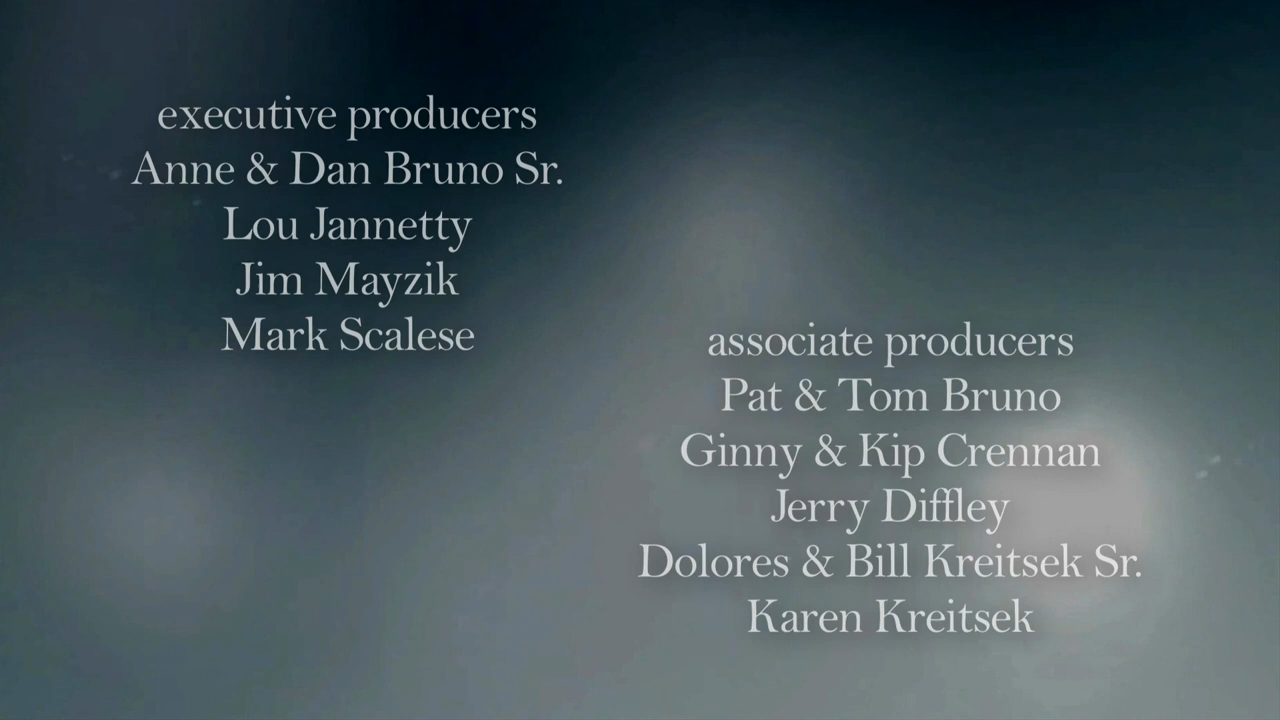 executive producers
Anne & Dan Bruno Sr.
Lou Jannetty
Jim Mayzik
Mark Scalese
associate producers
Pat & Tom Bruno
Ginny & Kip Crennan
Jerry Diffley
Dolores & Bill Kreitsek Sr.
Karen Kreitsek